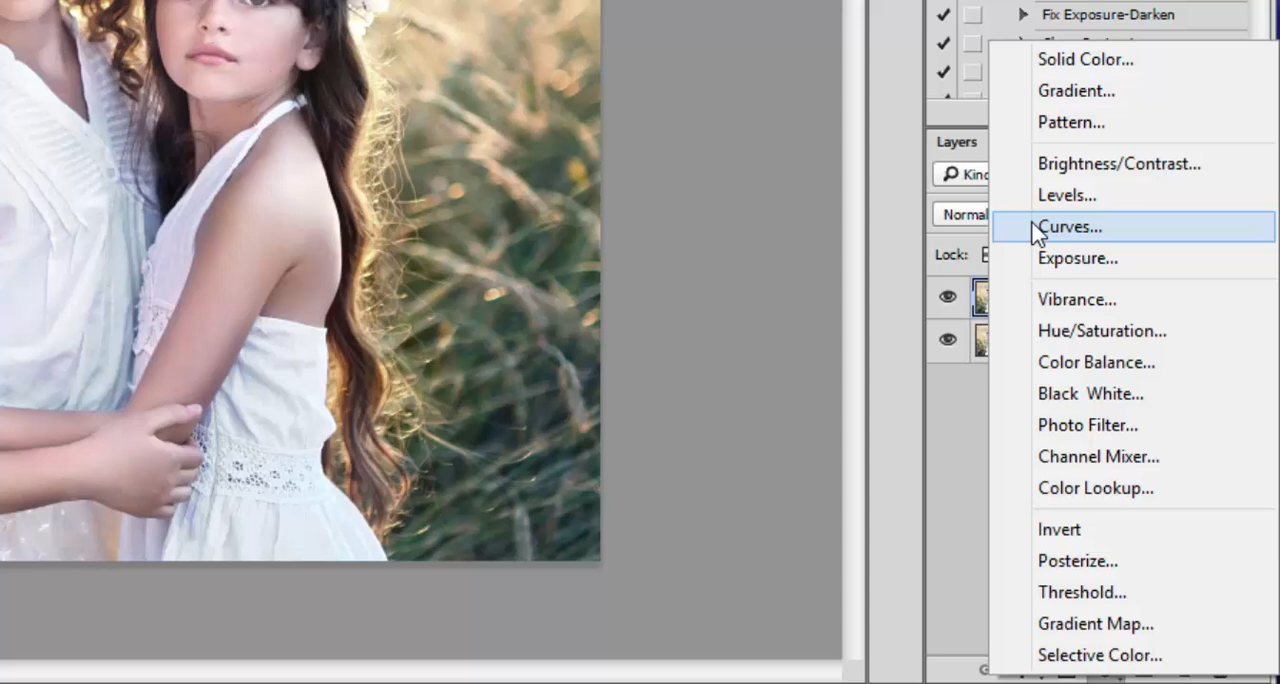 Fix Exposure-Darken
Solid Color...
Gradient...
Pattern...
Layers
Brightness/Contrast...
Kind
Levels...
Normal
Curves...
Lock:
Exposure...
Vibrance...
Hue/Saturation...
Color Balance...
Black  White...
Photo Filter...
Channel Mixer...
Color Lookup...
Invert
Posterize...
Threshold...
Gradient Map...
Selective Color...